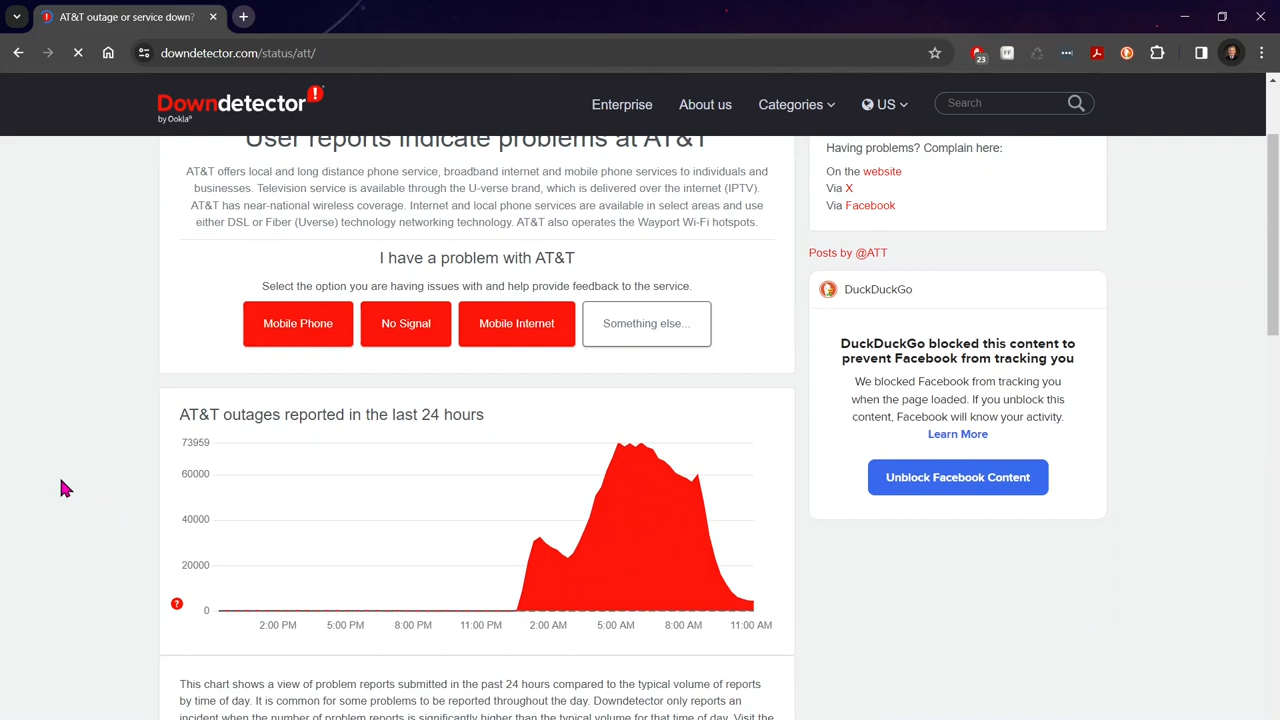 AT&T outage or service down?
downdetector.com/status/att/
23
FF
Downdetector
by Ookla®
Enterprise
About us
Categories
US
Search
User reports indicate problems at AT&T
AT&T offers local and long distance phone service, broadband internet and mobile phone services to individuals and
businesses. Television service is available through the U-verse brand, which is delivered over the internet (IPTV).
AT&T has near-national wireless coverage. Internet and local phone services are available in select areas and use
either DSL or Fiber (Uverse) technology networking technology. AT&T also operates the Wayport Wi-Fi hotspots.
I have a problem with AT&T
Select the option you are having issues with and help provide feedback to the service.
Mobile Phone
No Signal
Mobile Internet
Something else...
AT&T outages reported in the last 24 hours
73959
60000
40000
20000
0
?
2:00 PM
5:00 PM
8:00 PM
11:00 PM
2:00 AM
5:00 AM
8:00 AM
11:00 AM
This chart shows a view of problem reports submitted in the past 24 hours compared to the typical volume of reports
by time of day. It is common for some problems to be reported throughout the day. Downdetector only reports an
incident when the number of problem reports is significantly higher than the typical volume for that time of day. Visit the
Having problems? Complain here:
On the website
Via X
Via Facebook
Posts by @ATT
DuckDuckGo
DuckDuckGo blocked this content to
prevent Facebook from tracking you
We blocked Facebook from tracking you
when the page loaded. If you unblock this
content, Facebook will know your activity.
Learn More
Unblock Facebook Content